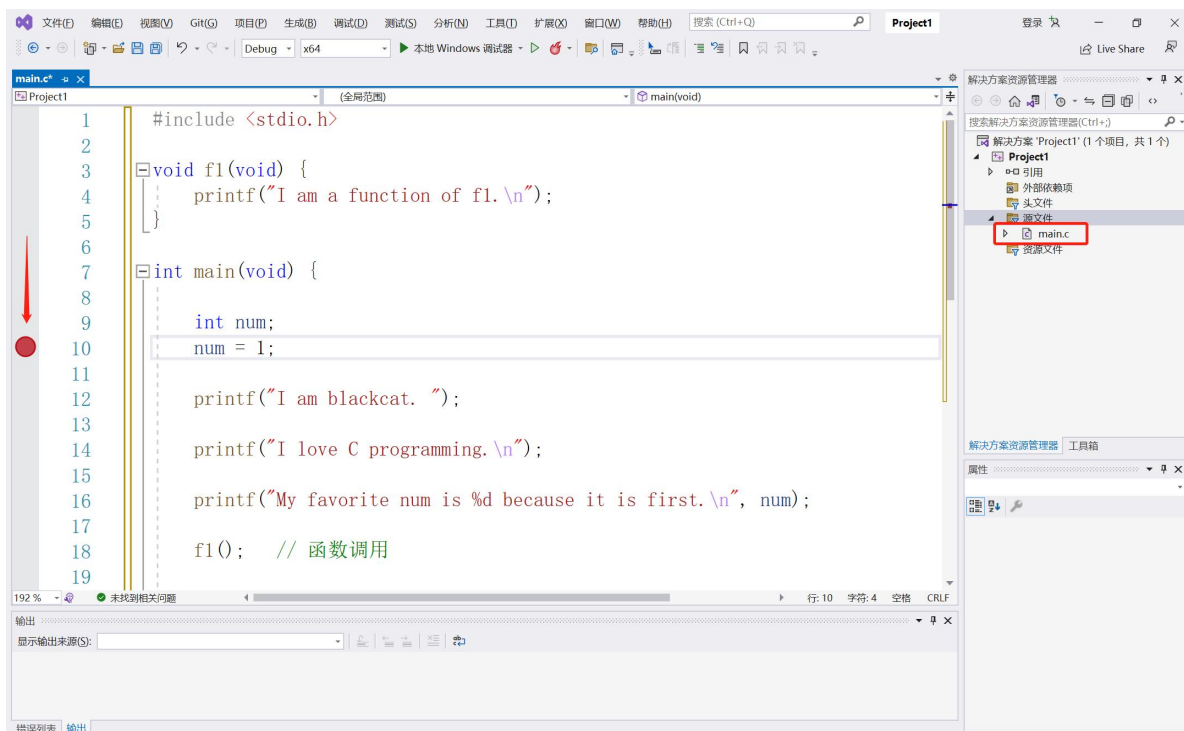 文件(F) 编辑(E) 视图(V) Git(G) 项目(P) 生成(B) 调试(D) 测试(S) 分析(N) 工具(T) 扩展(X) 窗口(W) 帮助(H) 搜索 (Ctrl+Q) Project1 登录
Debug x64 本地 Windows 调试器 Live Share
main.c* 解决方案资源管理器
Project1 (全局范围) main(void)
搜索解决方案资源管理器(Ctrl+;)
解决方案 'Project1' (1 个项目, 共 1 个)
Project1
引用
外部依赖项
头文件
源文件
main.c
资源文件
1 #include <stdio.h>
2
3 void f1(void) {
4 printf("I am a function of f1.\n");
5 }
6
7 int main(void) {
8
9 int num;
10 num = 1;
11
12 printf("I am blackcat. ");
13
14 printf("I love C programming.\n");
15
16 printf("My favorite num is %d because it is first.\n", num);
17
18 f1(); // 函数调用
19
解决方案资源管理器 工具箱
属性
192 % 未找到相关问题 行: 10 字符: 4 空格 CRLF
输出
显示输出来源(S):
错误列表 输出